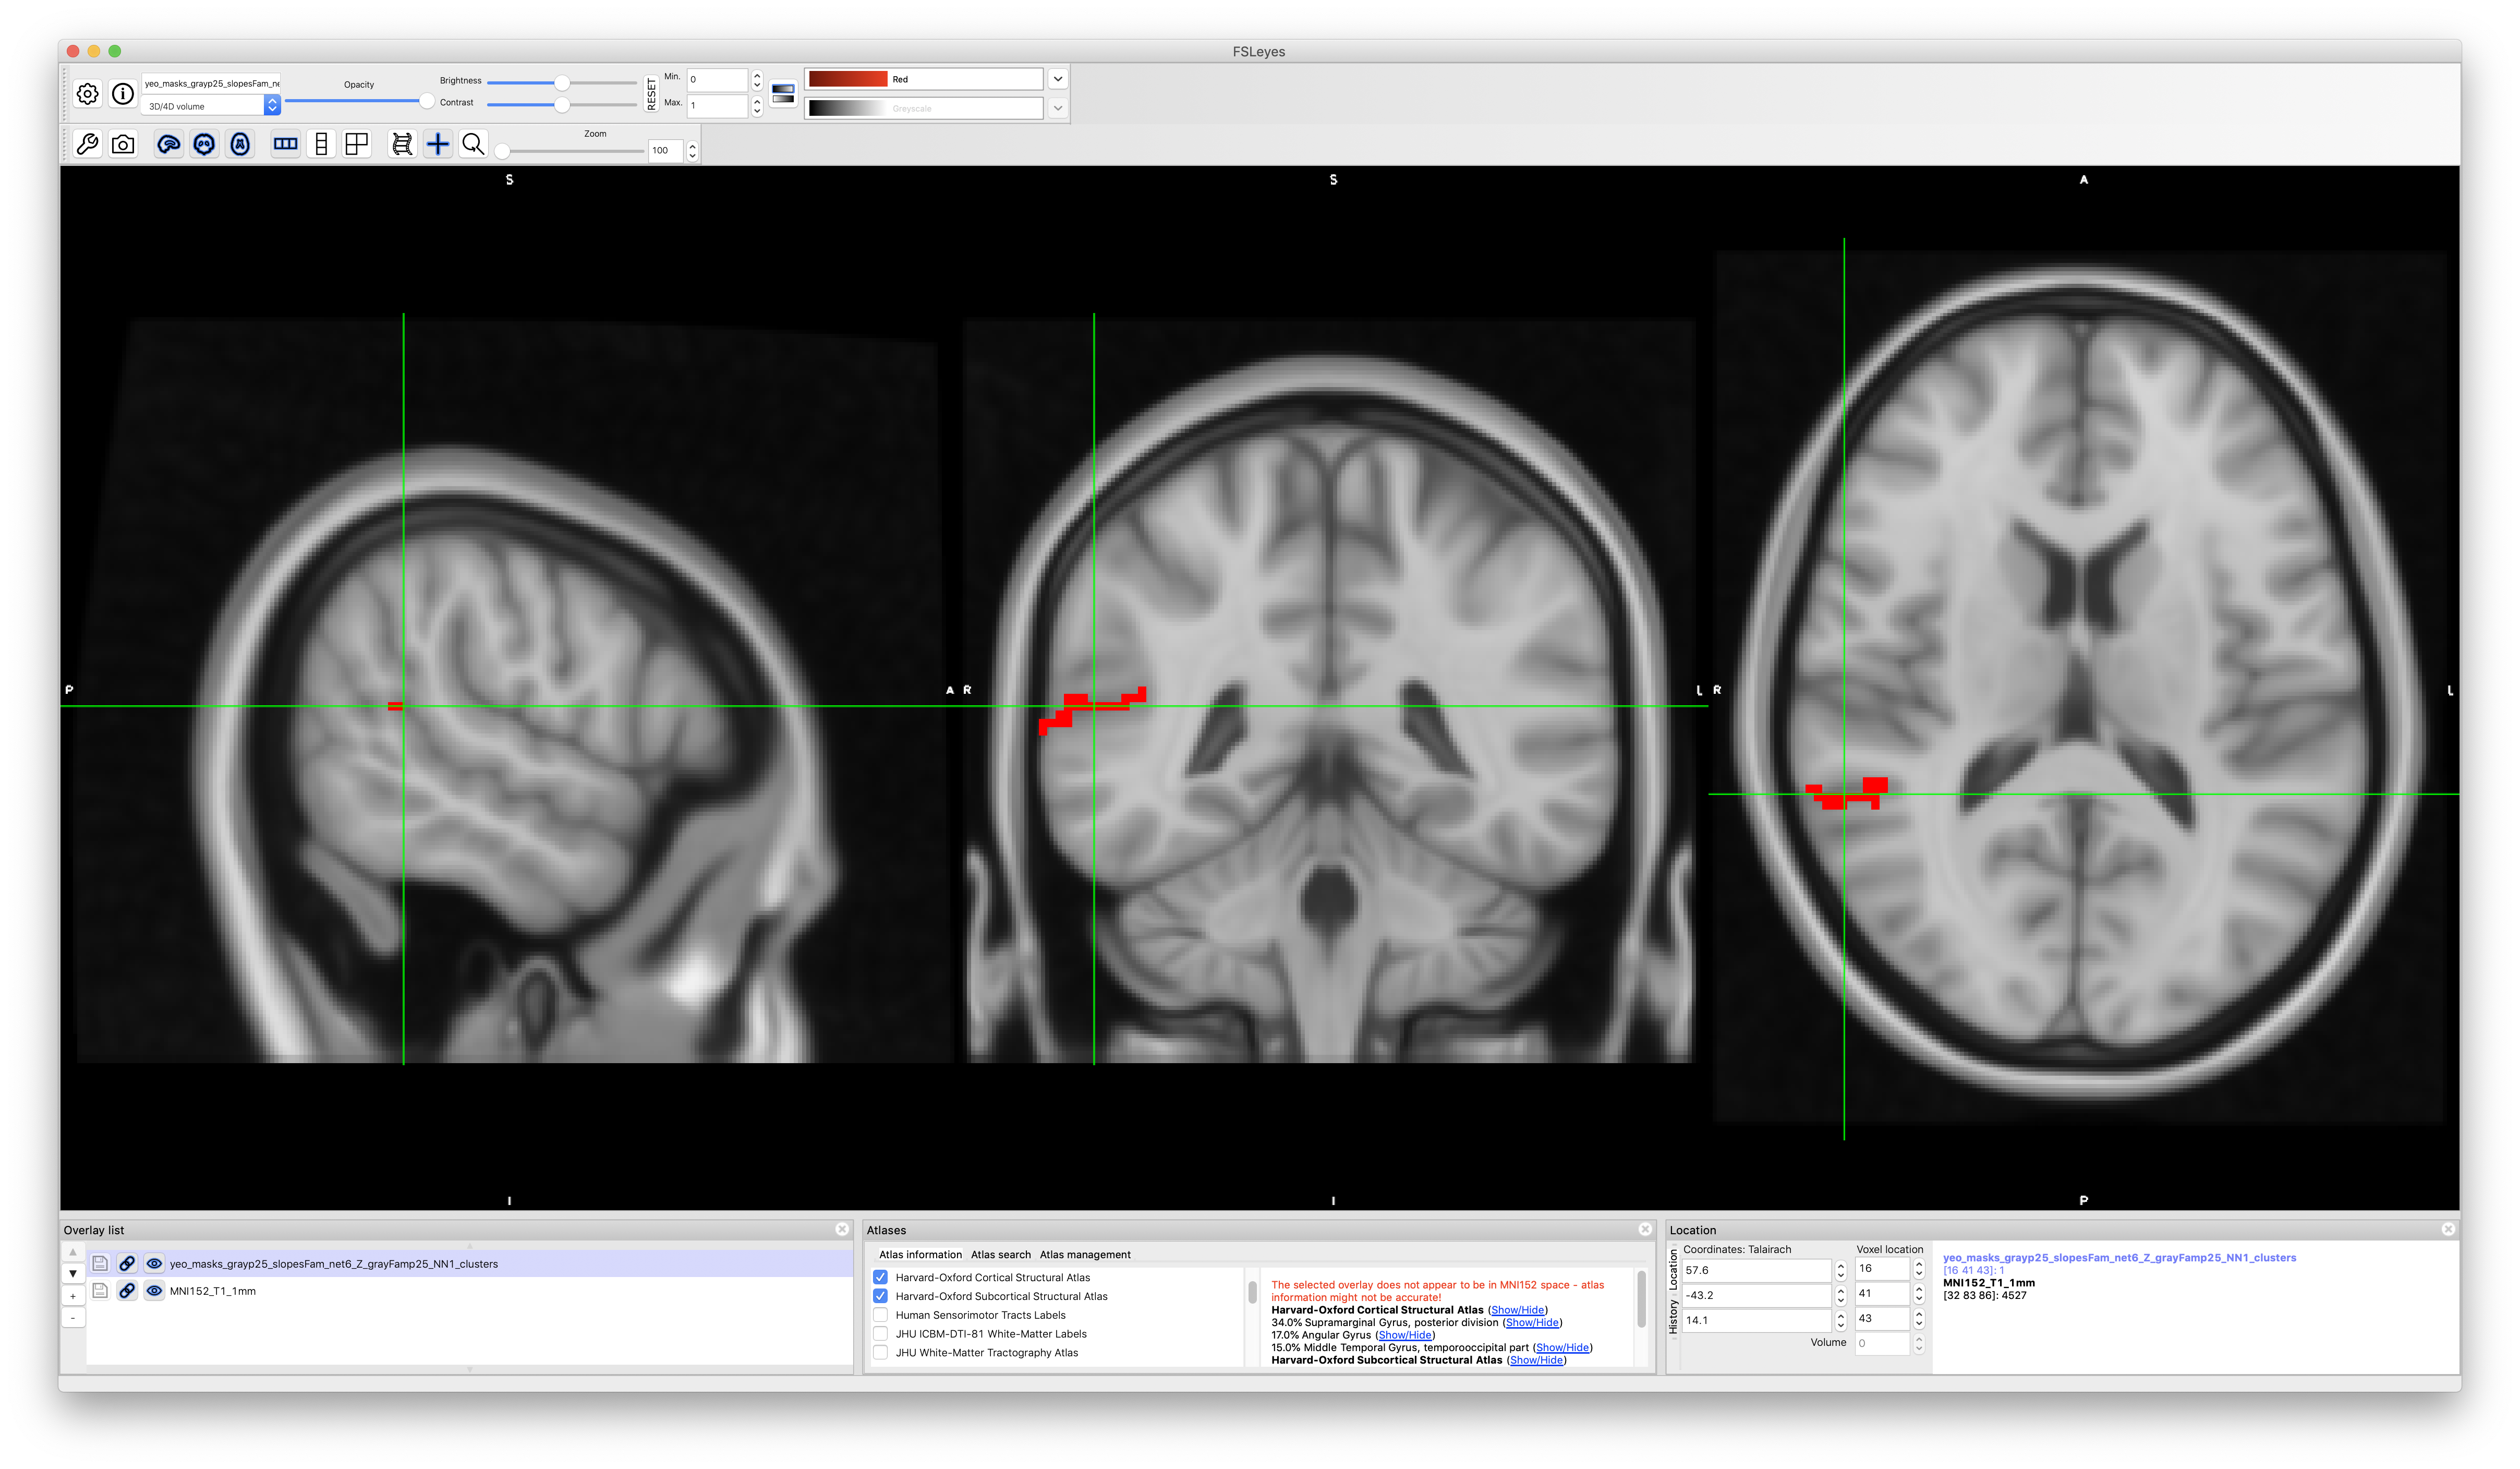 FSLeyes
yeo_masks_grayp25_slopesFam_ne
3D/4D volume
Opacity
Brightness
Contrast
RESET
Min.
0
Max.
1
Red
Greyscale
Zoom
100
S
S
A
P
A
R
L
R
L
I
I
P
Overlay list
yeo_masks_grayp25_slopesFam_net6_Z_grayFamp25_NN1_clusters
MNI152_T1_1mm
Atlases
Atlas information Atlas search Atlas management
Harvard-Oxford Cortical Structural Atlas
Harvard-Oxford Subcortical Structural Atlas
Human Sensorimotor Tracts Labels
JHU ICBM-DTI-81 White-Matter Labels
JHU White-Matter Tractography Atlas
The selected overlay does not appear to be in MNI152 space - atlas
information might not be accurate!
Harvard-Oxford Cortical Structural Atlas (Show/Hide)
34.0% Supramarginal Gyrus, posterior division (Show/Hide)
17.0% Angular Gyrus (Show/Hide)
15.0% Middle Temporal Gyrus, temporooccipital part (Show/Hide)
Harvard-Oxford Subcortical Structural Atlas (Show/Hide)
Location
Location
History
Coordinates: Talairach
57.6
-43.2
14.1
Voxel location
16
41
43
Volume
0
yeo_masks_grayp25_slopesFam_net6_Z_grayFamp25_NN1_clusters
[16 41 43]: 1
MNI152_T1_1mm
[32 83 86]: 4527